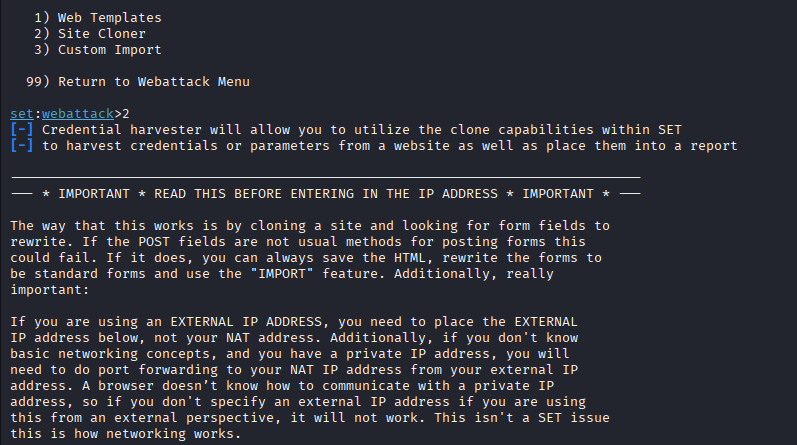 1) Web Templates
2) Site Cloner
3) Custom Import
99) Return to Webattack Menu
set:webattack>2
[-] Credential harvester will allow you to utilize the clone capabilities within SET
[-] to harvest credentials or parameters from a website as well as place them into a report
--- * IMPORTANT * READ THIS BEFORE ENTERING IN THE IP ADDRESS * IMPORTANT * ---
The way that this works is by cloning a site and looking for form fields to
rewrite. If the POST fields are not usual methods for posting forms this
could fail. If it does, you can always save the HTML, rewrite the forms to
be standard forms and use the "IMPORT" feature. Additionally, really
important:
If you are using an EXTERNAL IP ADDRESS, you need to place the EXTERNAL
IP address below, not your NAT address. Additionally, if you don't know
basic networking concepts, and you have a private IP address, you will
need to do port forwarding to your NAT IP address from your external IP
address. A browser doesn’t know how to communicate with a private IP
address, so if you don't specify an external IP address if you are using
this from an external perspective, it will not work. This isn't a SET issue
this is how networking works.